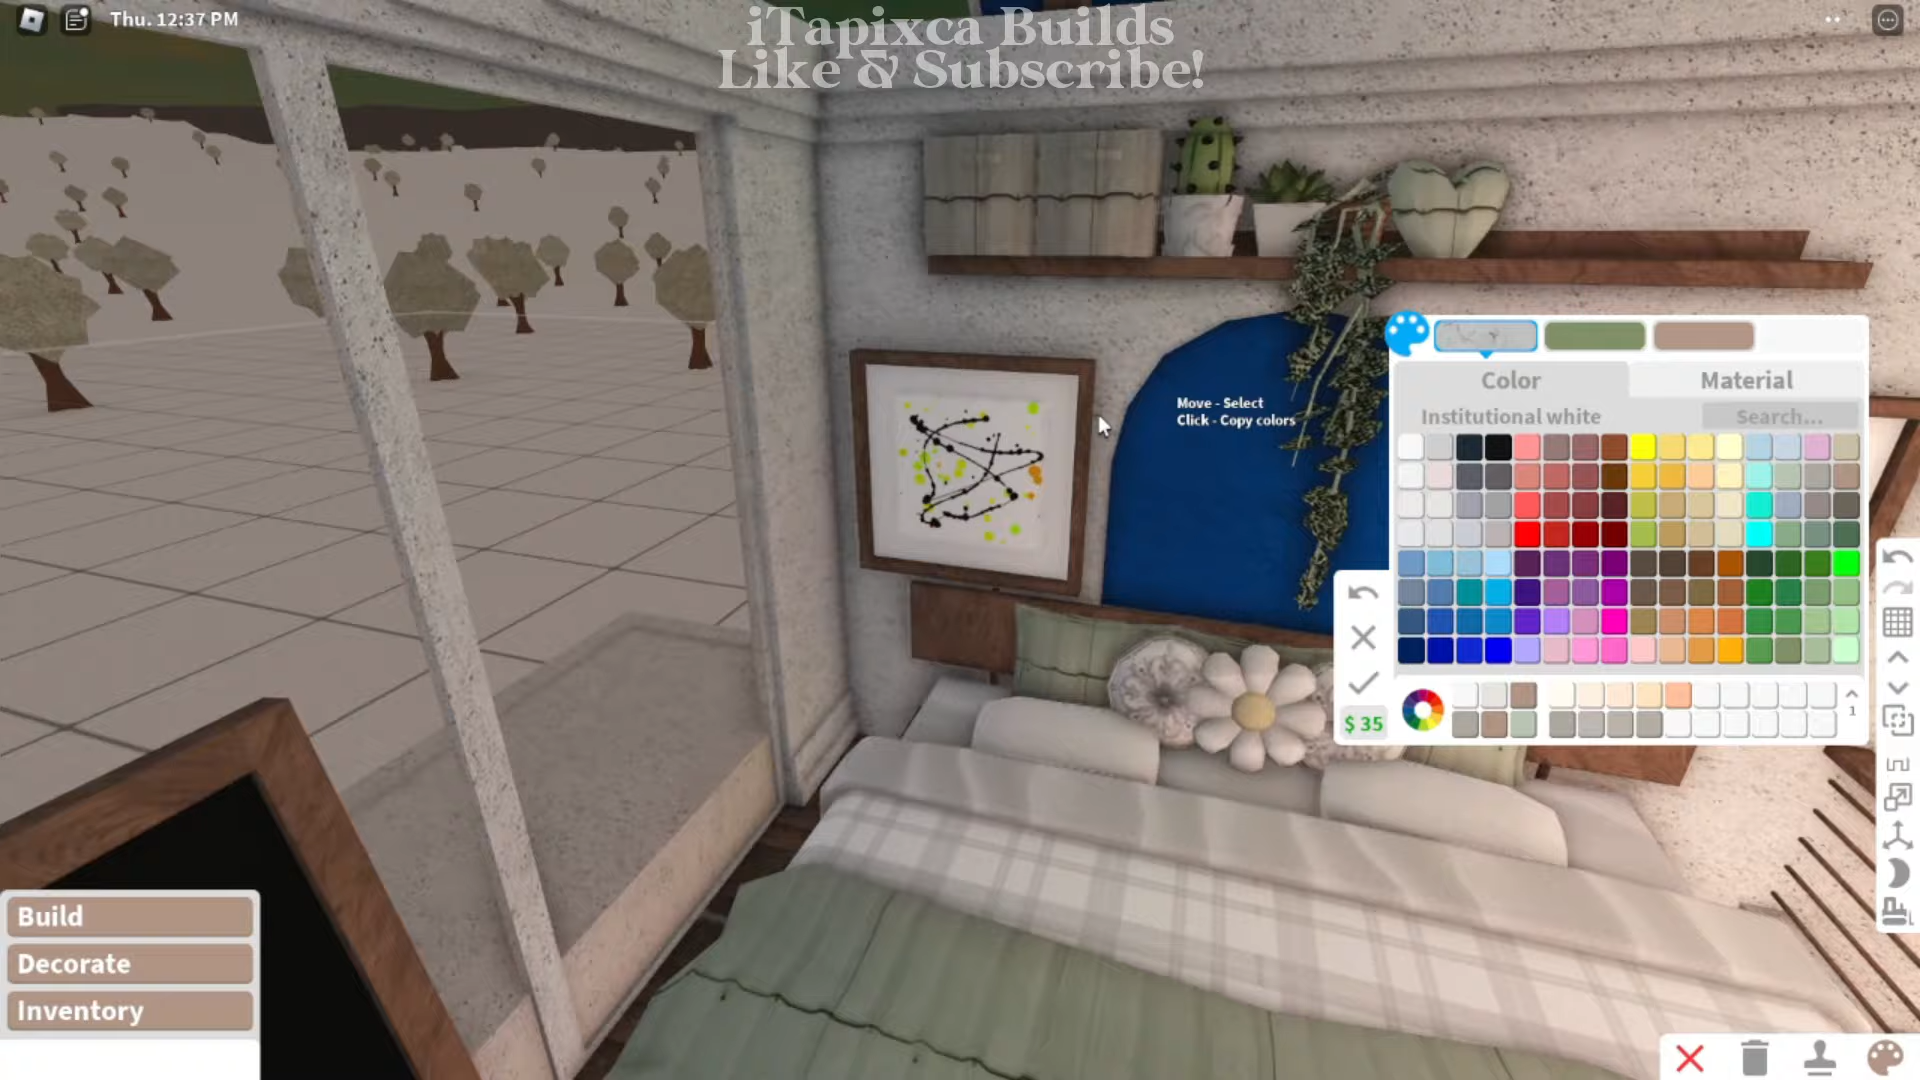 Thu. 12:37 PM
iTapixca Builds
Like & Subscribe!
Move - Select
Click - Copy colors
Color
Material
Institutional white
Search...
1
$ 35
Build
Decorate
Inventory